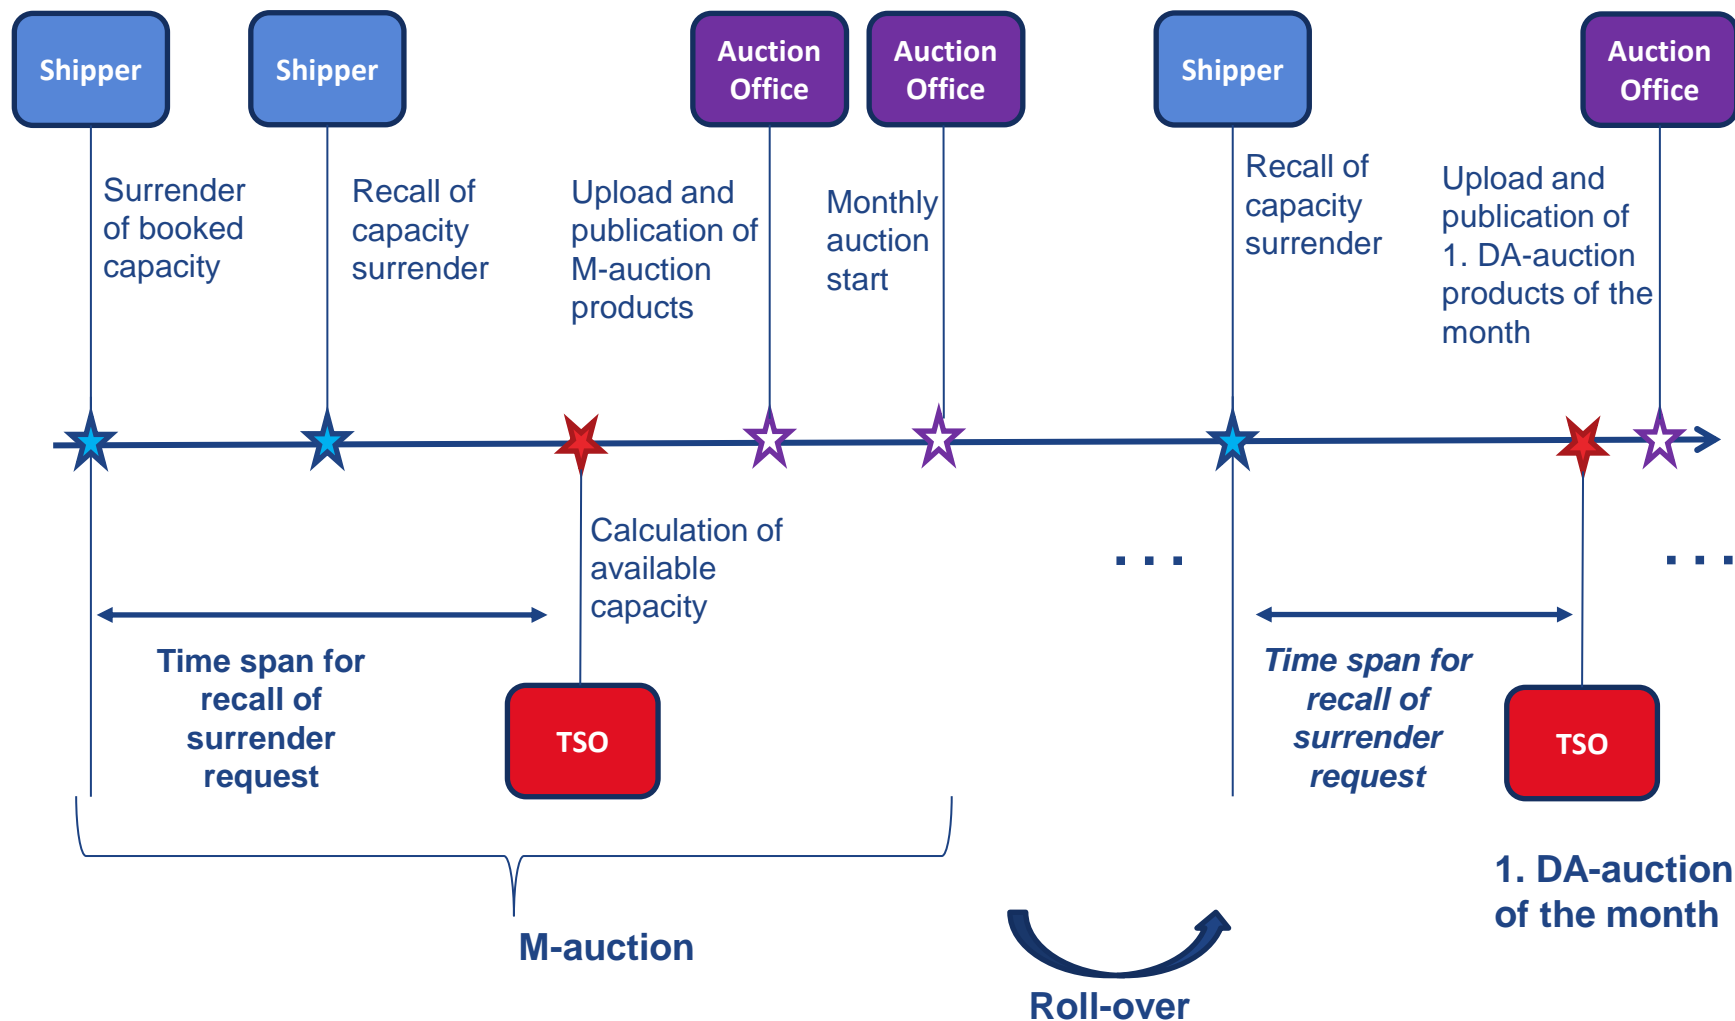 Shipper
Shipper
Auction
Office
Auction
Office
Shipper
Auction
Office
Surrender
of booked
capacity
Recall of
capacity
surrender
Upload and
publication of
M-auction
products
Monthly
auction
start
Recall of
capacity
surrender
Upload and
publication of
1. DA-auction
products of the
month
Calculation of
available
capacity
. . .
. . .
Time span for
recall of
surrender
request
TSO
Time span for
recall of
surrender
request
TSO
M-auction
Roll-over
1. DA-auction
of the month